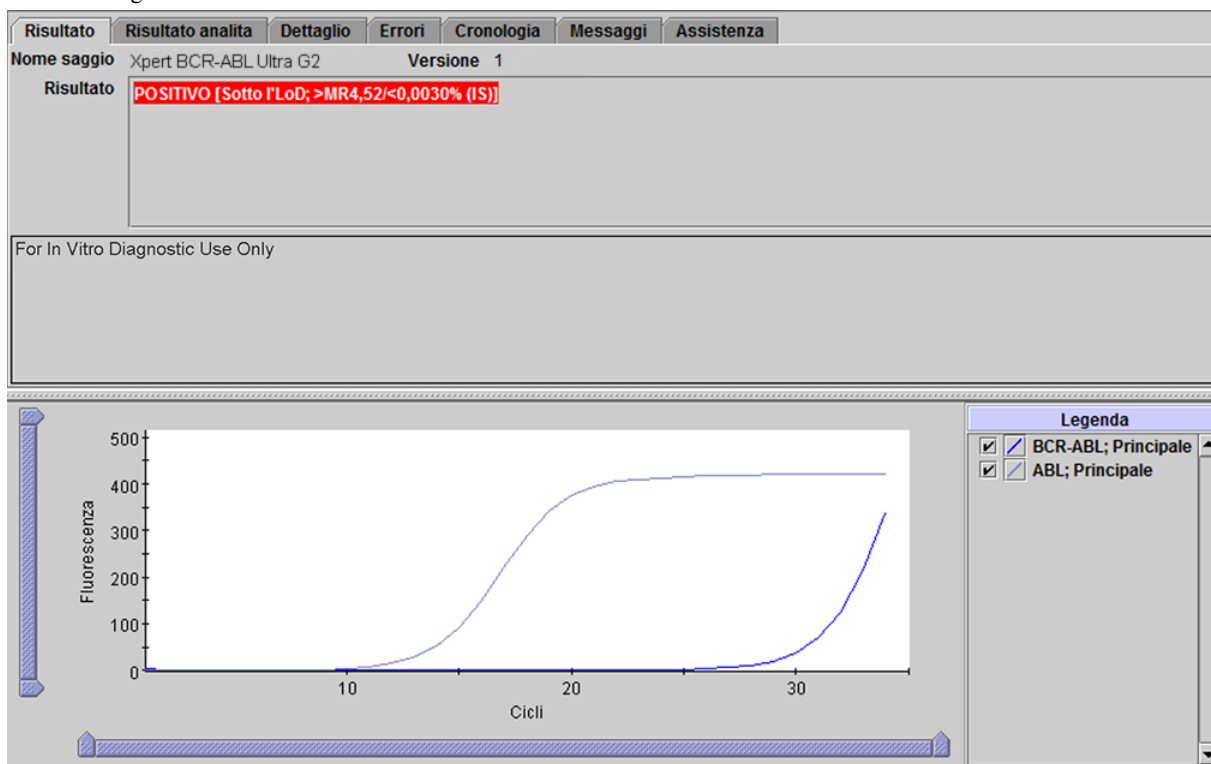 Risultato Risultato analita Dettaglio Errori Cronologia Messaggi Assistenza
Nome saggio Xpert BCR-ABL Ultra G2 Versione 1
Risultato POSITIVO [Sotto l'LoD; >MR4,52/<0,0030% (IS)]
For In Vitro Diagnostic Use Only
Legenda
BCR-ABL; Principale
ABL; Principale
Fluorescenza
500
400
300
200
100
0
10 20 30
Cicli